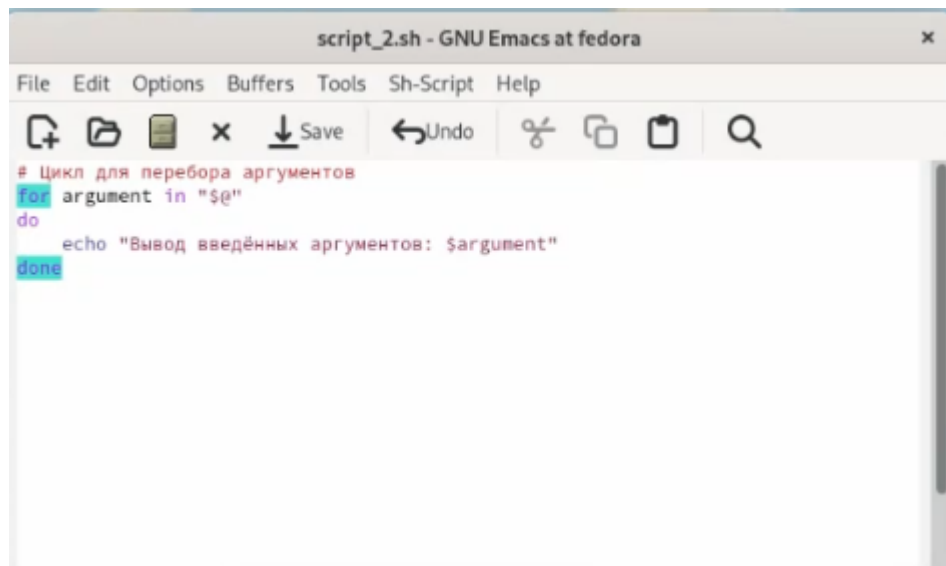 script_2.sh - GNU Emacs at fedora
File Edit Options Buffers Tools Sh-Script Help
Save Undo
# Цикл для перебора аргументов
for argument in "$@"
do
    echo "Вывод введённых аргументов: $argument"
done